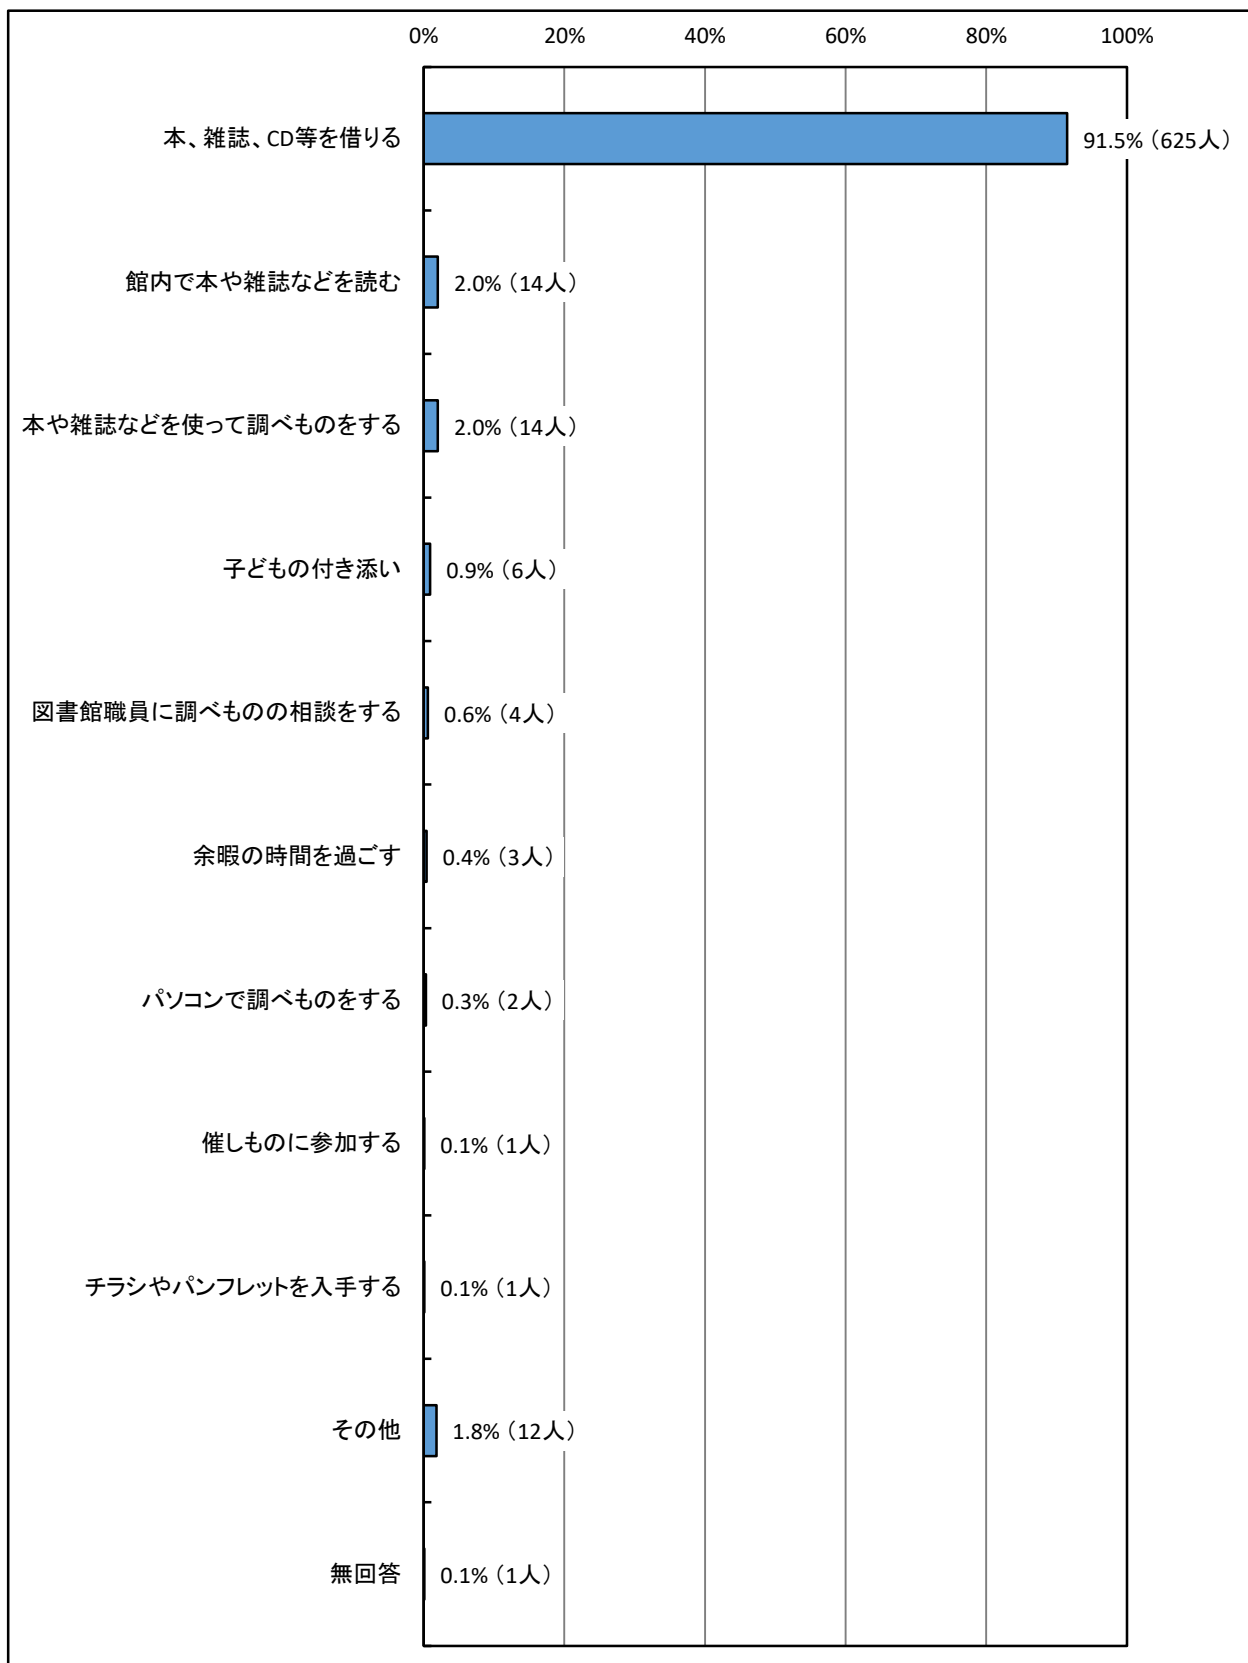 0% 20% 40% 60% 80% 100%
本、雑誌、CD等を借りる 91.5%（625人）
館内で本や雑誌などを読む 2.0%（14人）
本や雑誌などを使って調べものをする 2.0%（14人）
子どもの付き添い 0.9%（6人）
図書館職員に調べものの相談をする 0.6%（4人）
余暇の時間を過ごす 0.4%（3人）
パソコンで調べものをする 0.3%（2人）
催しものに参加する 0.1%（1人）
チラシやパンフレットを入手する 0.1%（1人）
その他 1.8%（12人）
無回答 0.1%（1人）